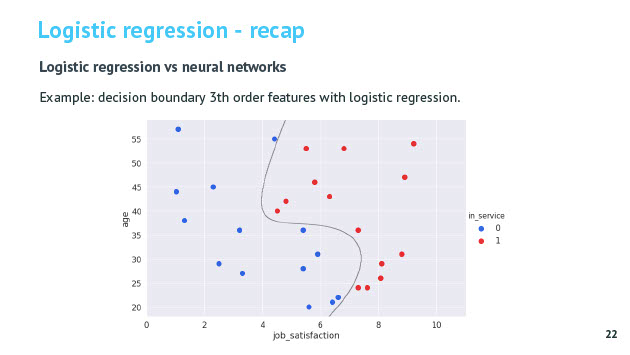 Logistic regression - recap
Logistic regression vs neural networks
Example: decision boundary 3th order features with logistic regression.
55
50
45
40
35
30
25
20
age
0 2 4 6 8 10
job_satisfaction
in_service
0
1
22